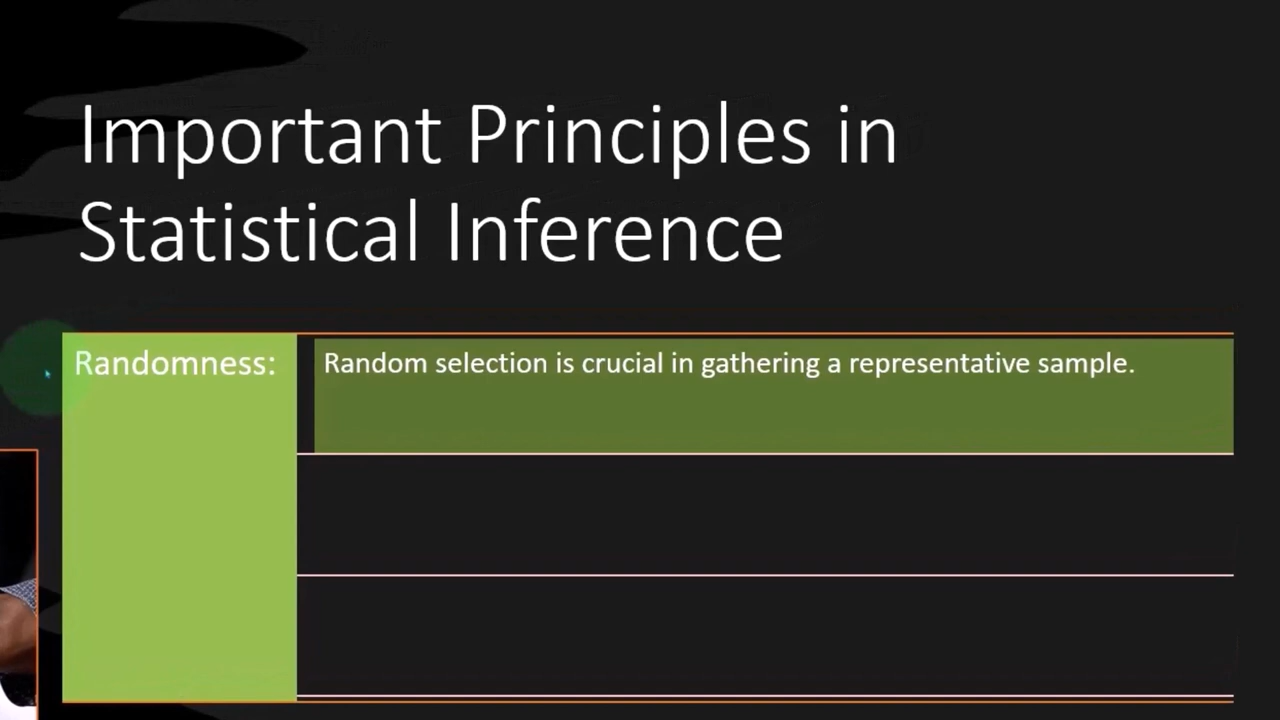 Important Principles in
Statistical Inference
Randomness:
Random selection is crucial in gathering a representative sample.